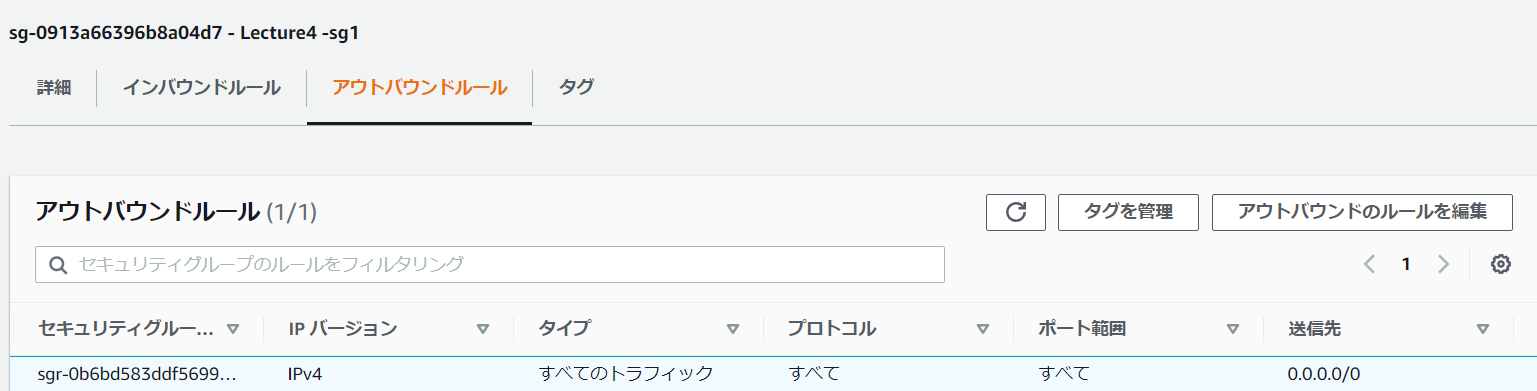 sg-0913a66396b8a04d7 - Lecture4 -sg1
詳細 インバウンドルール アウトバウンドルール タグ
アウトバウンドルール (1/1) タグを管理 アウトバウンドのルールを編集
セキュリティグループのルールをフィルタリング 1
セキュリティグルー... IP バージョン タイプ プロトコル ポート範囲 送信先
sgr-0b6bd583ddf5699... IPv4 すべてのトラフィック すべて すべて 0.0.0.0/0